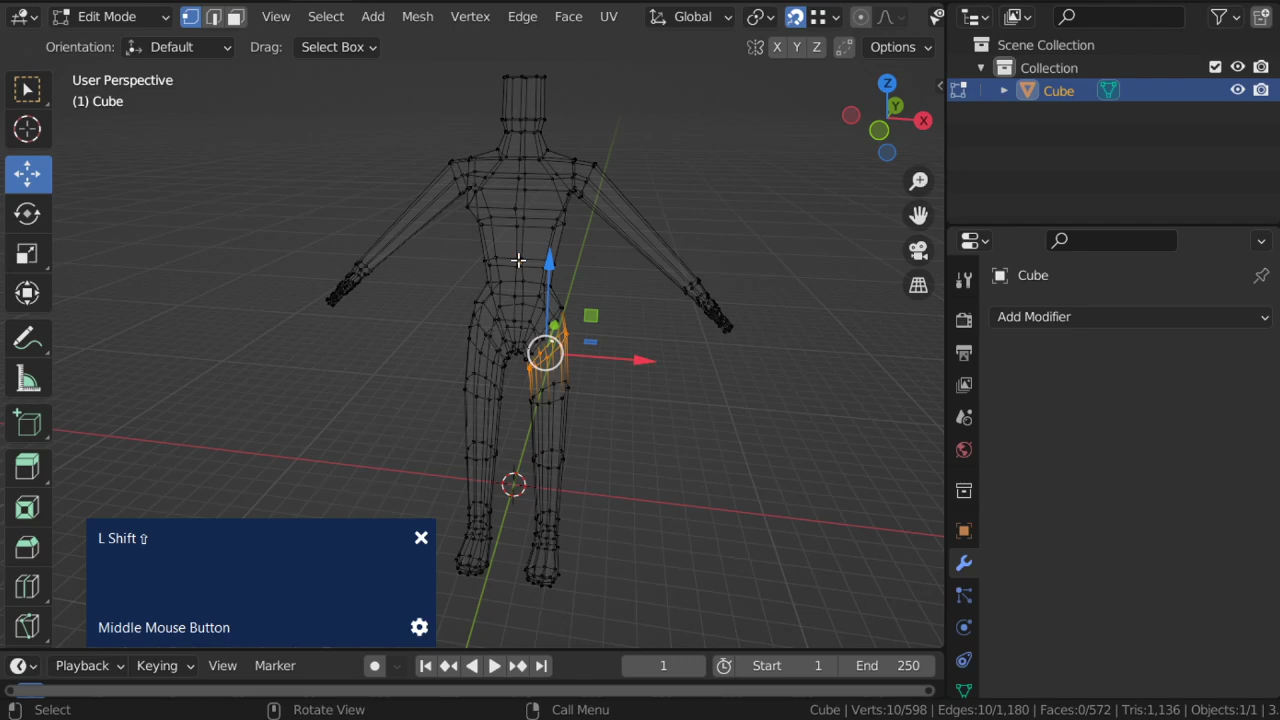 Edit Mode View Select Add Mesh Vertex Edge Face UV Global
Orientation: Default Drag: Select Box X Y Z Options
Scene Collection
Collection
Cube
User Perspective
(1) Cube
Z
Y
X
Cube
Add Modifier
L Shift ⇧
Middle Mouse Button
Playback Keying View Marker 1 Start 1 End 250
Select Rotate View Call Menu Cube | Verts:10/598 | Edges:10/1,180 | Faces:0/572 | Tris:1,136 | Objects:1/1 | 3